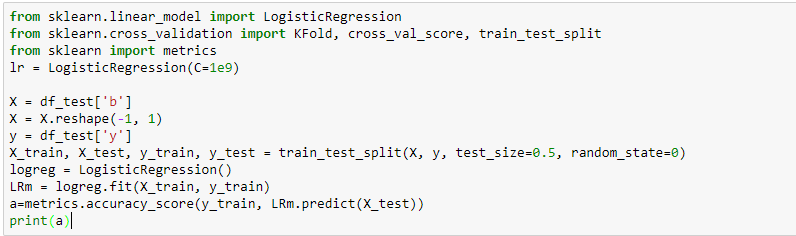 from sklearn.linear_model import LogisticRegression
from sklearn.cross_validation import KFold, cross_val_score, train_test_split
from sklearn import metrics
lr = LogisticRegression(C=1e9)

X = df_test['b']
X = X.reshape(-1, 1)
y = df_test['y']
X_train, X_test, y_train, y_test = train_test_split(X, y, test_size=0.5, random_state=0)
logreg = LogisticRegression()
LRm = logreg.fit(X_train, y_train)
a=metrics.accuracy_score(y_train, LRm.predict(X_test))
print(a)